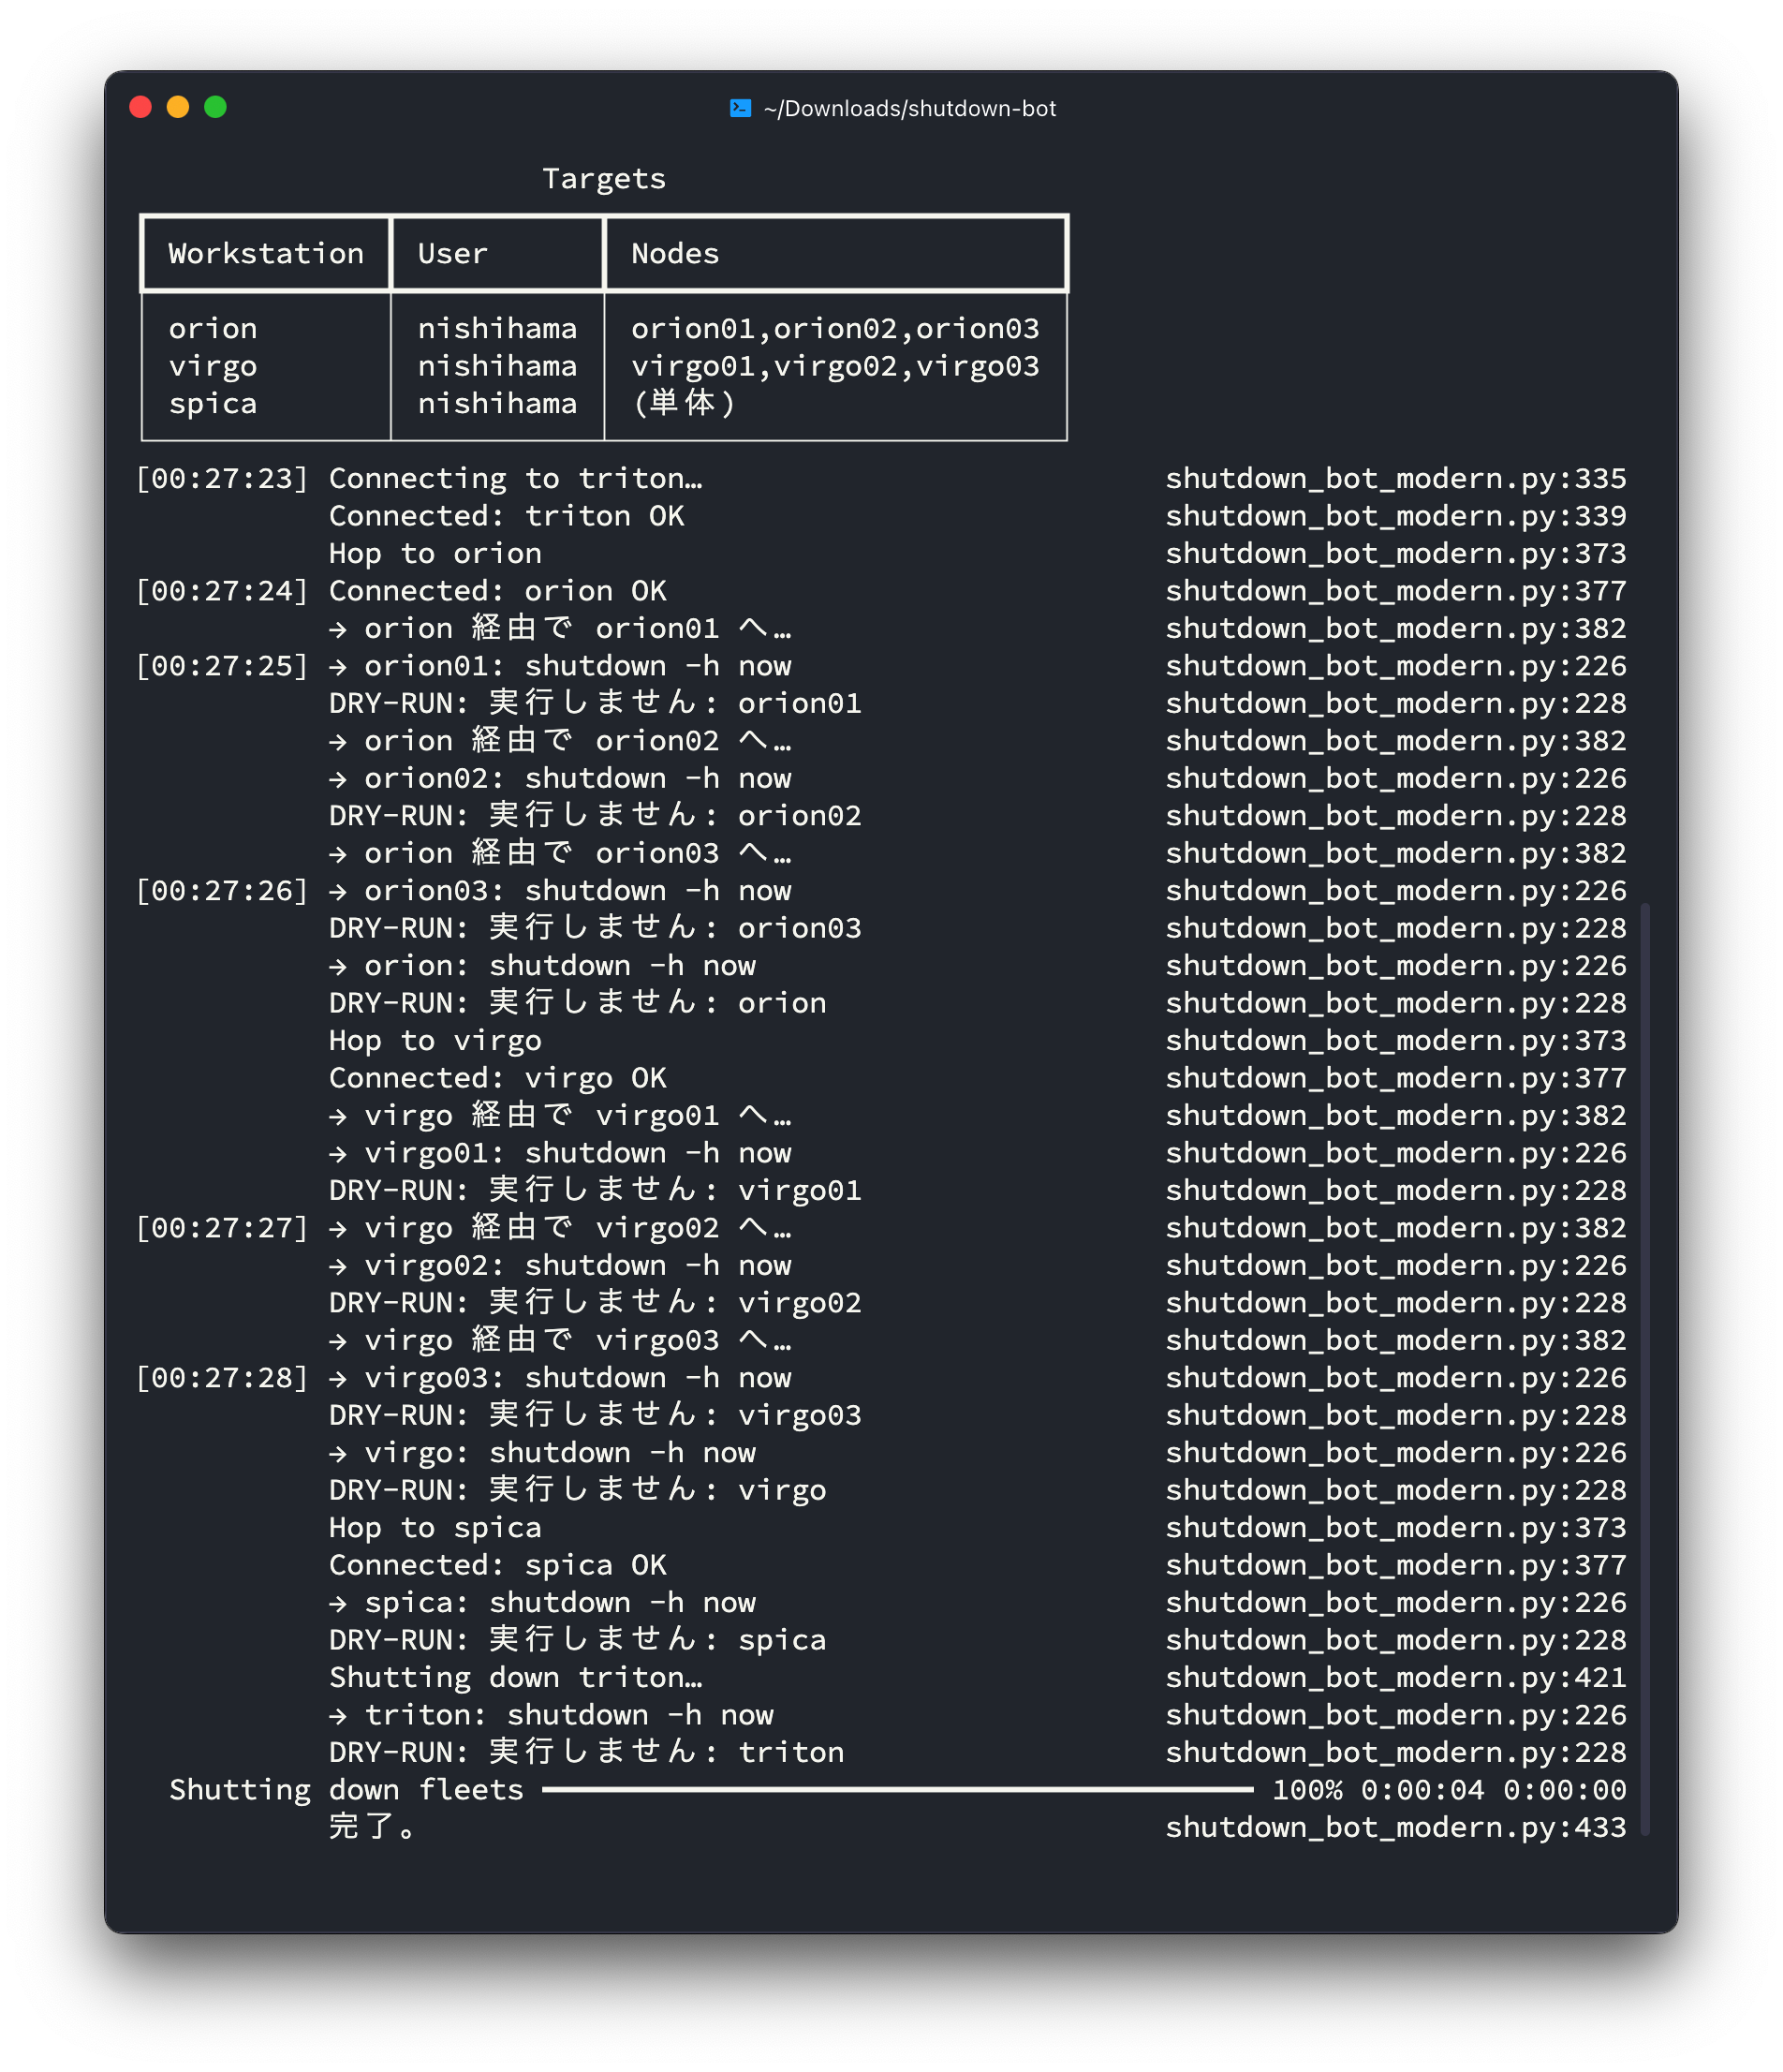 ~/Downloads/shutdown-bot
Targets
Workstation User Nodes
orion nishihama orion01,orion02,orion03
virgo nishihama virgo01,virgo02,virgo03
spica nishihama (単体)
[00:27:23] Connecting to triton… shutdown_bot_modern.py:335
Connected: triton OK shutdown_bot_modern.py:339
Hop to orion shutdown_bot_modern.py:373
[00:27:24] Connected: orion OK shutdown_bot_modern.py:377
→ orion 経由で orion01 へ… shutdown_bot_modern.py:382
[00:27:25] → orion01: shutdown -h now shutdown_bot_modern.py:226
DRY-RUN: 実行しません: orion01 shutdown_bot_modern.py:228
→ orion 経由で orion02 へ… shutdown_bot_modern.py:382
→ orion02: shutdown -h now shutdown_bot_modern.py:226
DRY-RUN: 実行しません: orion02 shutdown_bot_modern.py:228
→ orion 経由で orion03 へ… shutdown_bot_modern.py:382
[00:27:26] → orion03: shutdown -h now shutdown_bot_modern.py:226
DRY-RUN: 実行しません: orion03 shutdown_bot_modern.py:228
→ orion: shutdown -h now shutdown_bot_modern.py:226
DRY-RUN: 実行しません: orion shutdown_bot_modern.py:228
Hop to virgo shutdown_bot_modern.py:373
Connected: virgo OK shutdown_bot_modern.py:377
→ virgo 経由で virgo01 へ… shutdown_bot_modern.py:382
→ virgo01: shutdown -h now shutdown_bot_modern.py:226
DRY-RUN: 実行しません: virgo01 shutdown_bot_modern.py:228
[00:27:27] → virgo 経由で virgo02 へ… shutdown_bot_modern.py:382
→ virgo02: shutdown -h now shutdown_bot_modern.py:226
DRY-RUN: 実行しません: virgo02 shutdown_bot_modern.py:228
→ virgo 経由で virgo03 へ… shutdown_bot_modern.py:382
[00:27:28] → virgo03: shutdown -h now shutdown_bot_modern.py:226
DRY-RUN: 実行しません: virgo03 shutdown_bot_modern.py:228
→ virgo: shutdown -h now shutdown_bot_modern.py:226
DRY-RUN: 実行しません: virgo shutdown_bot_modern.py:228
Hop to spica shutdown_bot_modern.py:373
Connected: spica OK shutdown_bot_modern.py:377
→ spica: shutdown -h now shutdown_bot_modern.py:226
DRY-RUN: 実行しません: spica shutdown_bot_modern.py:228
Shutting down triton… shutdown_bot_modern.py:421
→ triton: shutdown -h now shutdown_bot_modern.py:226
DRY-RUN: 実行しません: triton shutdown_bot_modern.py:228
Shutting down fleets 100% 0:00:04 0:00:00
完了。 shutdown_bot_modern.py:433